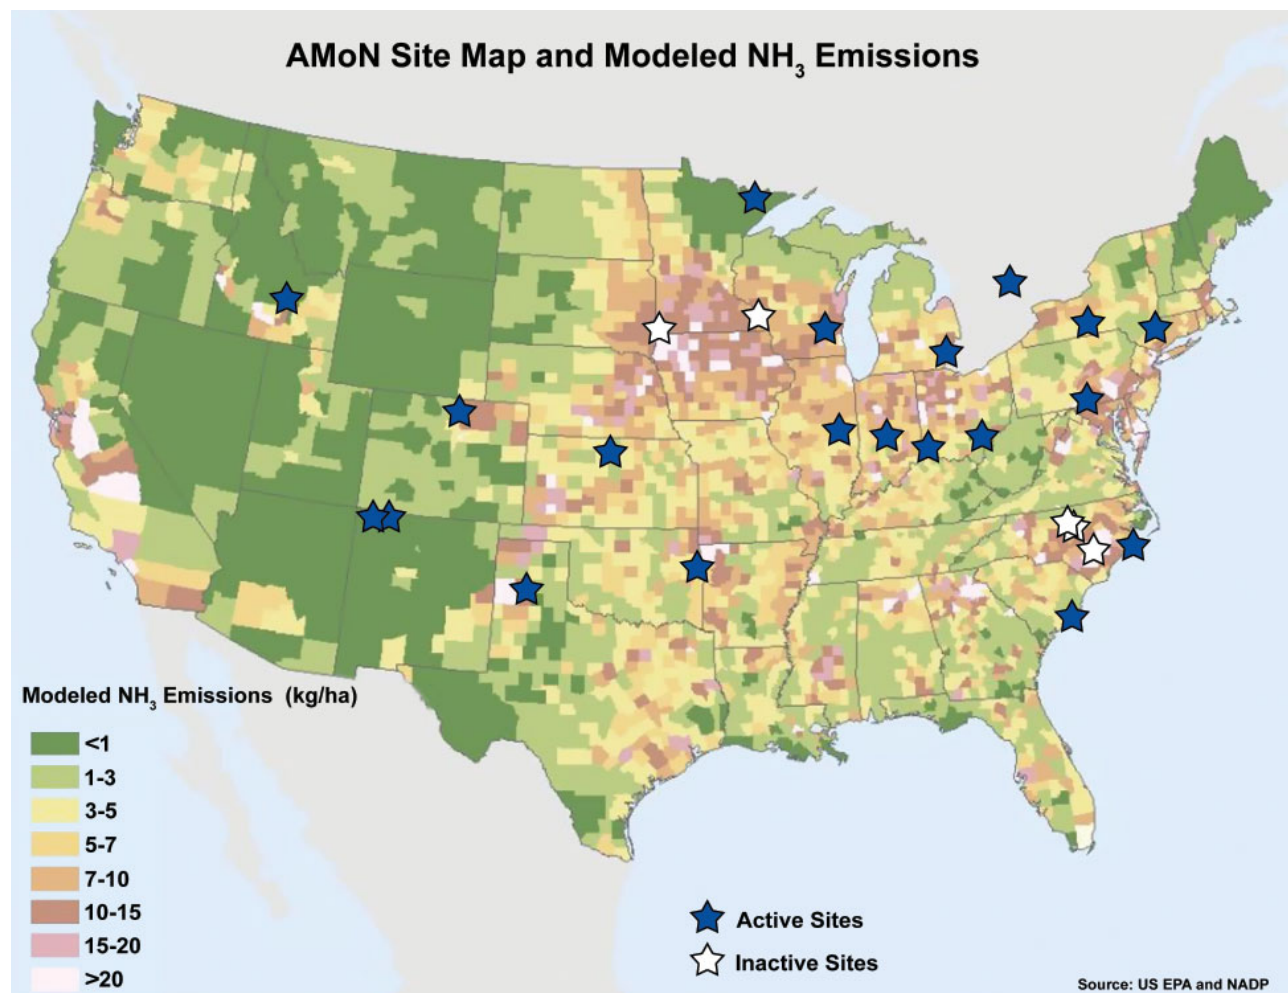 AMoN Site Map and Modeled NH₃ Emissions
Modeled NH₃ Emissions (kg/ha)
<1
1-3
3-5
5-7
7-10
10-15
15-20
>20
Active Sites
Inactive Sites
Source: US EPA and NADP